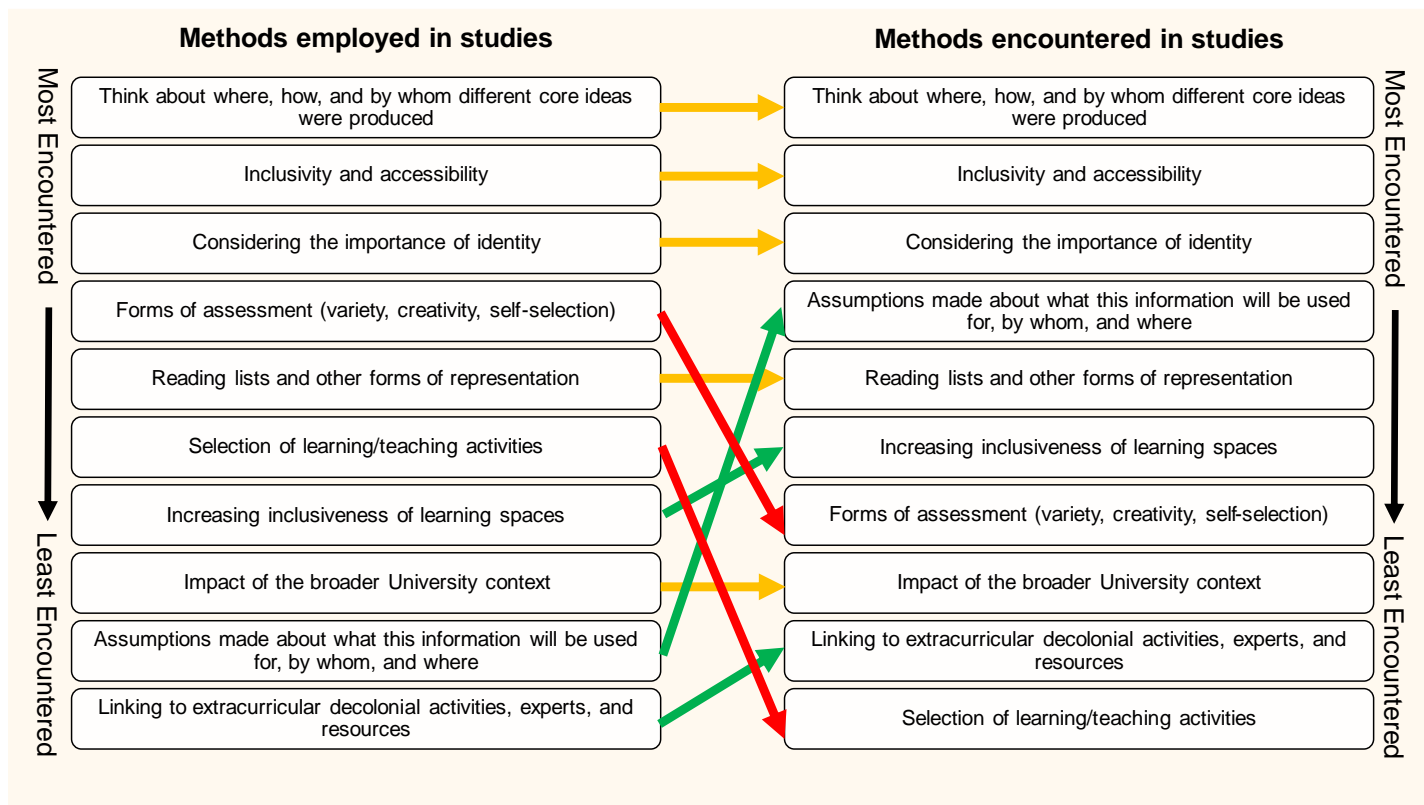 Methods employed in studies
Methods encountered in studies
Most Encountered
Least Encountered
Think about where, how, and by whom different core ideas
were produced
Inclusivity and accessibility
Considering the importance of identity
Forms of assessment (variety, creativity, self-selection)
Reading lists and other forms of representation
Selection of learning/teaching activities
Increasing inclusiveness of learning spaces
Impact of the broader University context
Assumptions made about what this information will be used
for, by whom, and where
Linking to extracurricular decolonial activities, experts, and
resources
Think about where, how, and by whom different core ideas
were produced
Inclusivity and accessibility
Considering the importance of identity
Assumptions made about what this information will be used
for, by whom, and where
Reading lists and other forms of representation
Increasing inclusiveness of learning spaces
Forms of assessment (variety, creativity, self-selection)
Impact of the broader University context
Linking to extracurricular decolonial activities, experts, and
resources
Selection of learning/teaching activities
Most Encountered
Least Encountered